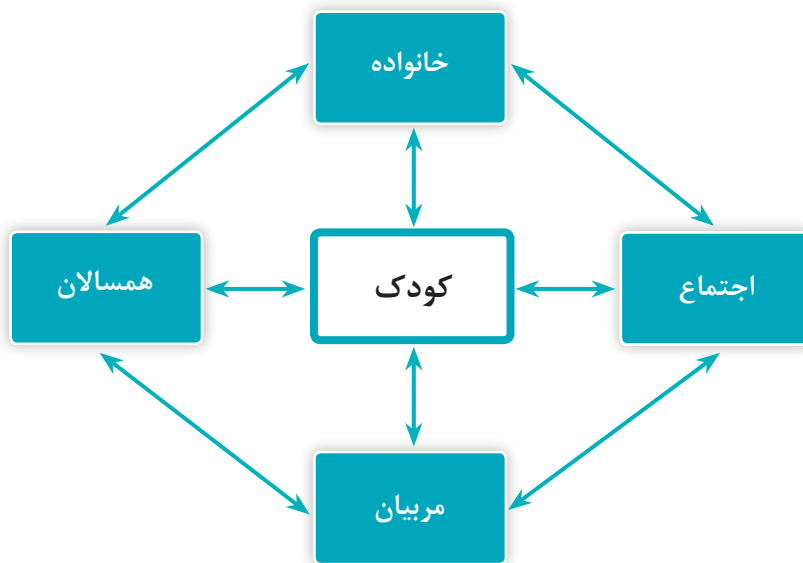 خانواده
همسالان
کودک
اجتماع
مربیان